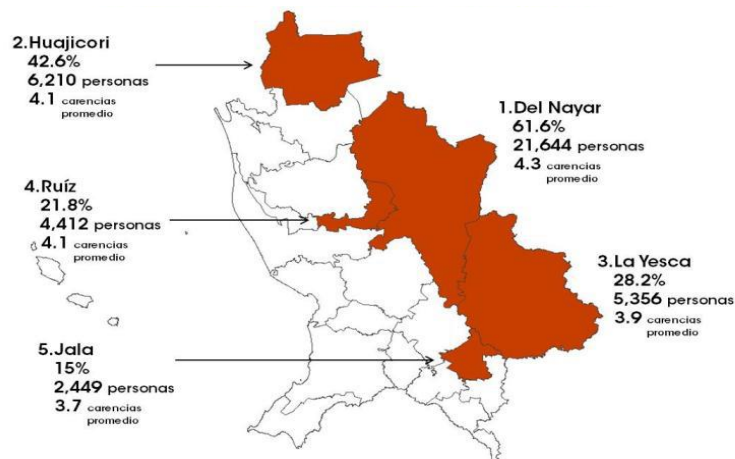 2.Huajicori
42.6%
6,210 personas
4.1 carencias
promedio
1.Del Nayar
61.6%
21,644 personas
4.3 carencias
promedio
4.Ruíz
21.8%
4,412 personas
4.1 carencias
promedio
3.La Yesca
28.2%
5,356 personas
3.9 carencias
promedio
5.Jala
15%
2,449 personas
3.7 carencias
promedio